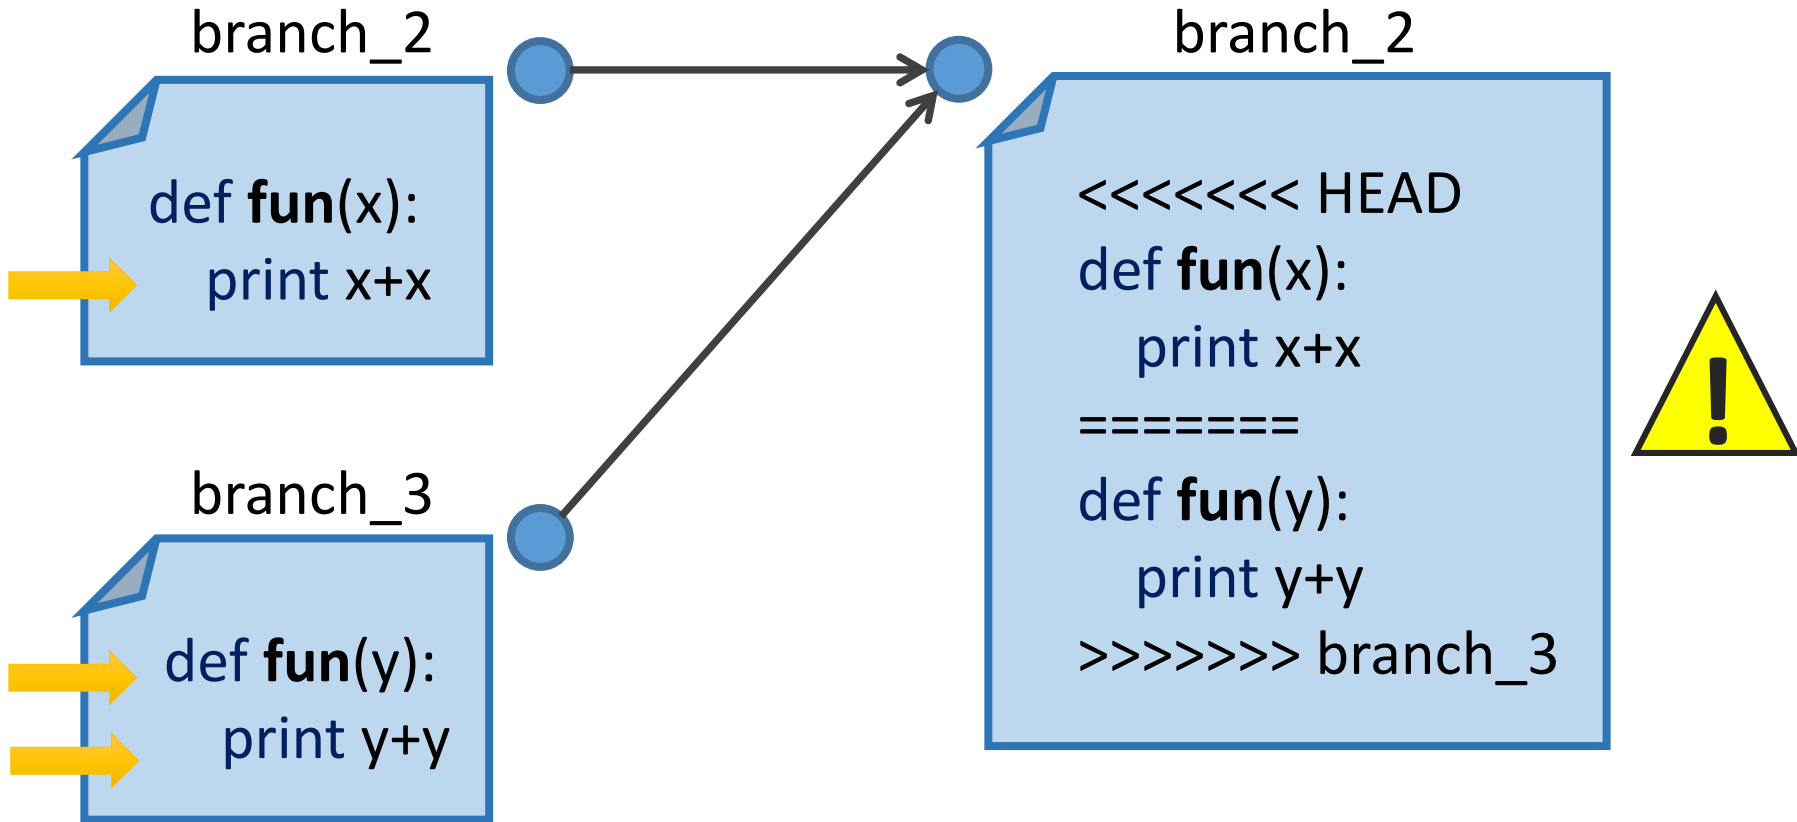 branch_2
def fun(x):
print x+x
branch_3
def fun(y):
print y+y
branch_2
<<<<<<< HEAD
def fun(x):
print x+x
=======
def fun(y):
print y+y
>>>>>>> branch_3
!